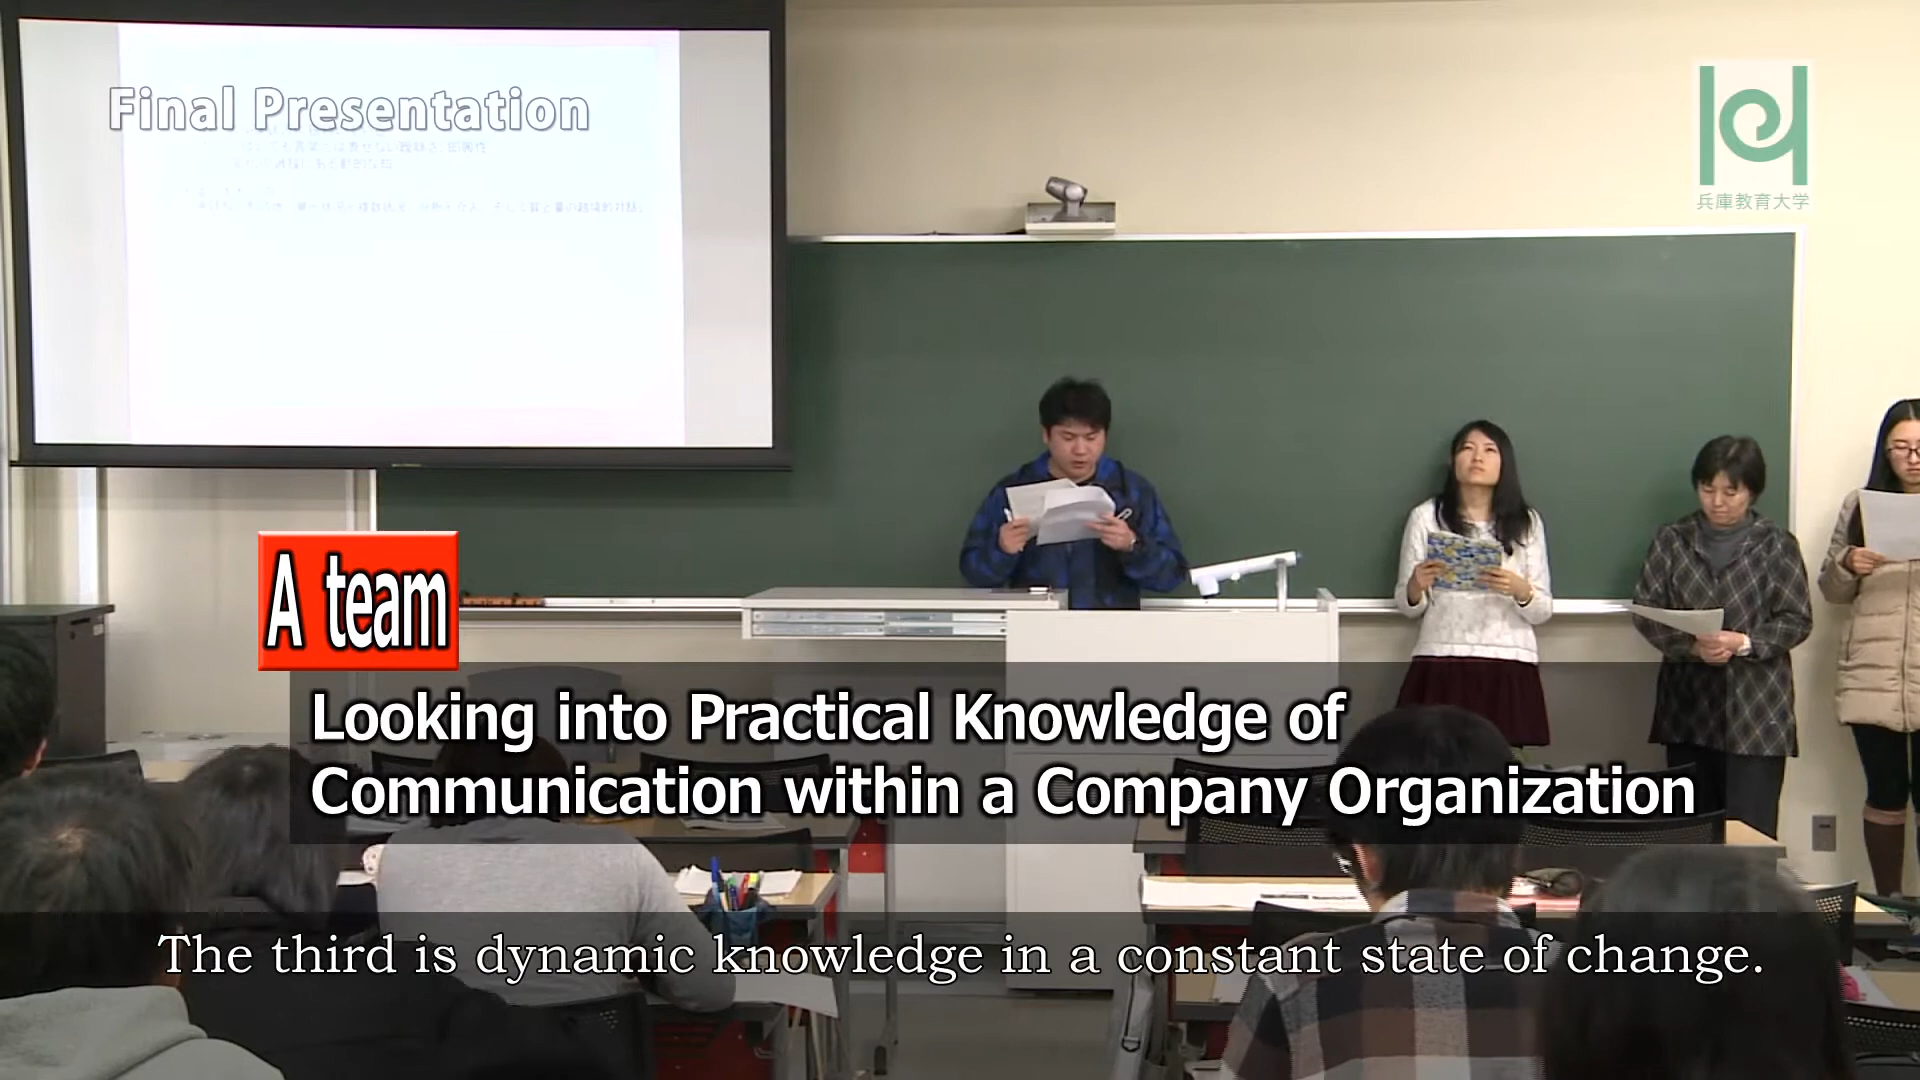 Final Presentation
兵庫教育大学
A team
Looking into Practical Knowledge of
Communication within a Company Organization
The third is dynamic knowledge in a constant state of change.